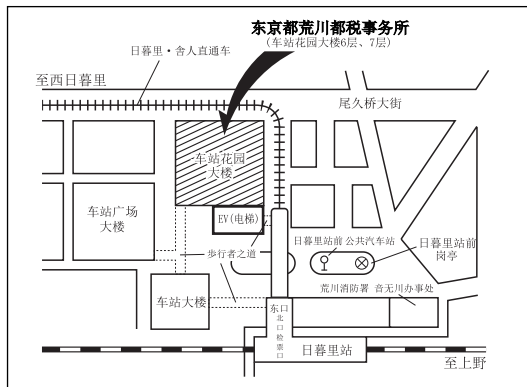 东京都荒川都税事务所
(车站花园大楼6层、7层)
日暮里・舍人直通车
至西日暮里
尾久桥大街
车站花园
大楼
车站广场
大楼
EV(电梯)
日暮里站前 公共汽车站
日暮里站前
岗亭
步行者之道
荒川消防署 音无川办事处
车站大楼
东口
北口检票口
日暮里站
至上野